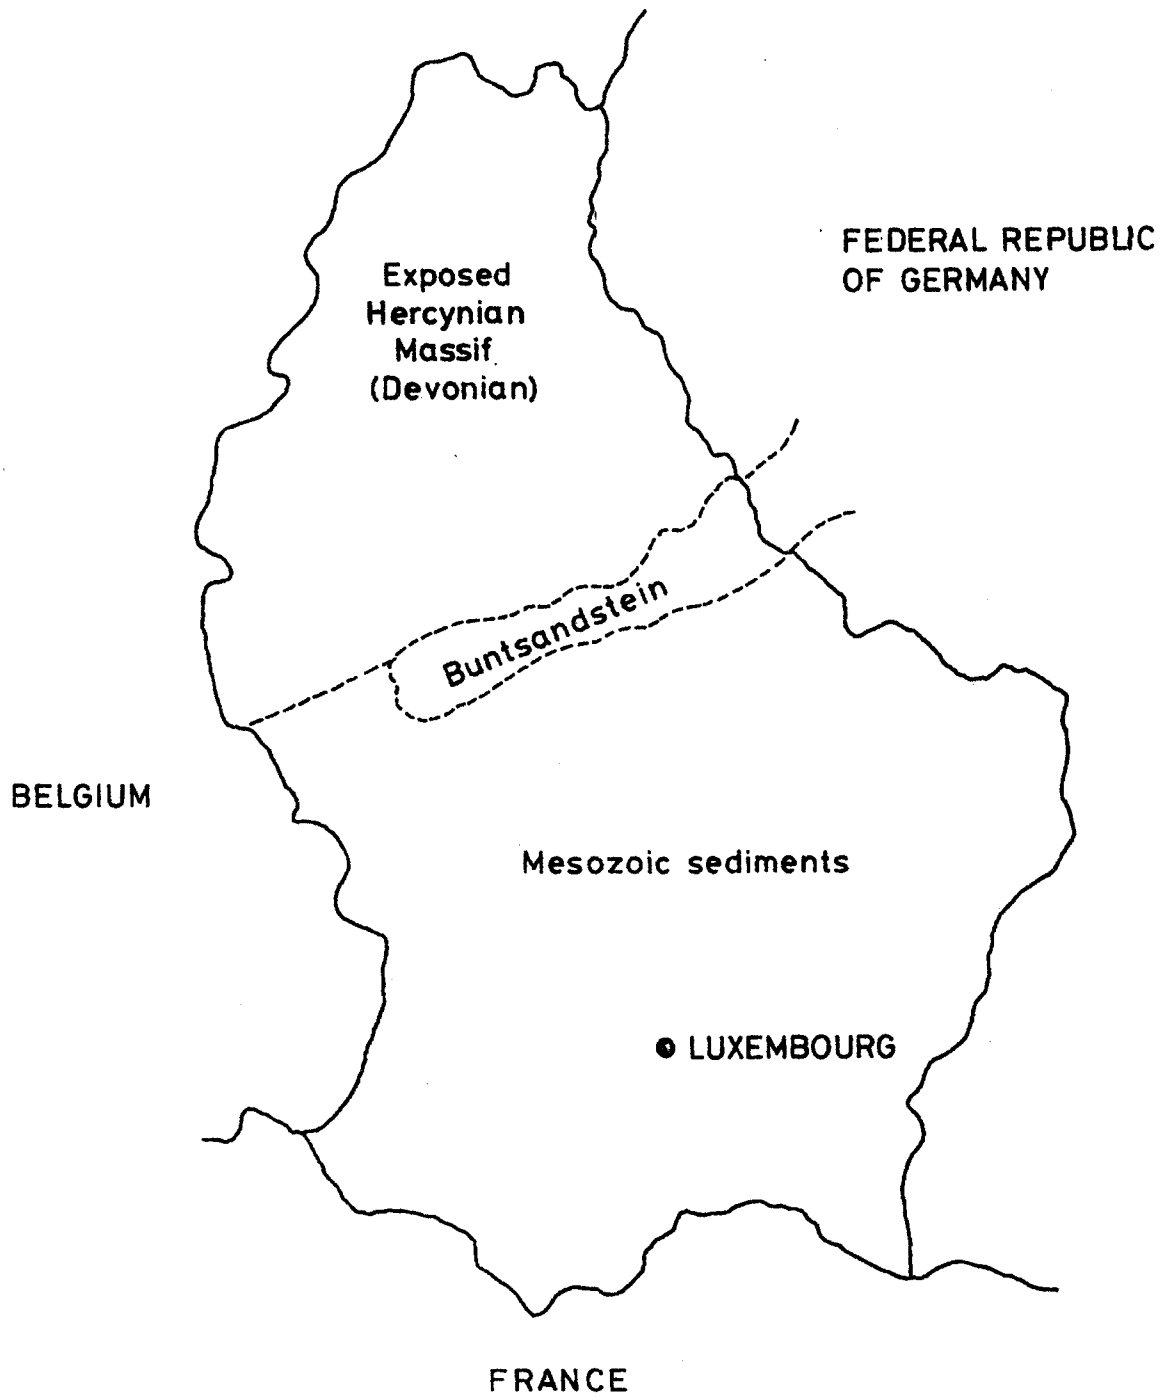 FEDERAL REPUBLIC
OF GERMANY
Exposed
Hercynian
Massif
(Devonian)
Buntsandstein
BELGIUM
Mesozoic sediments
LUXEMBOURG
FRANCE